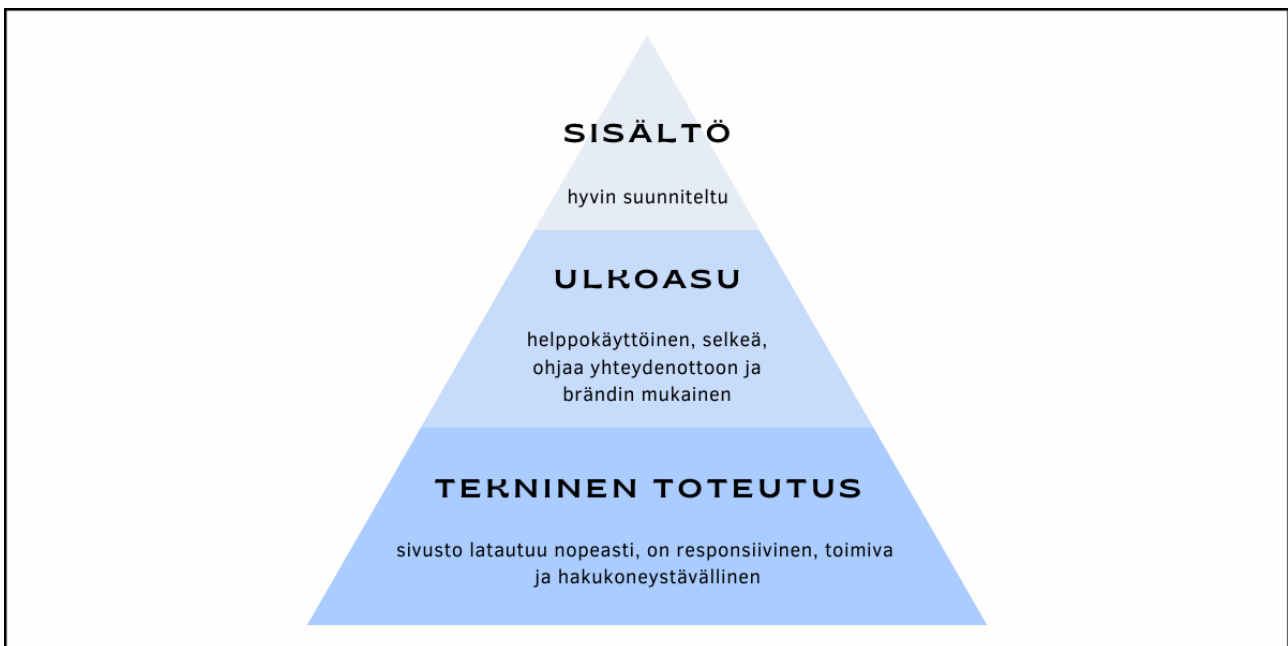 SISÄLTÖ
hyvin suunniteltu
ULKOASU
helppokäyttöinen, selkeä,
ohjaa yhteydenottoon ja
brändin mukainen
TEKNINEN TOTEUTUS
sivusto latautuu nopeasti, on responsiivinen, toimiva
ja hakukoneystävällinen